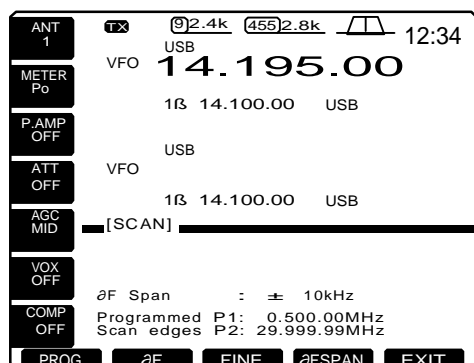 ANT
1
TX 9 2.4k 455 2.8k 12:34
USB
VFO 14.195.00
METER
Po
1ß 14.100.00 USB
P.AMP
OFF
USB
ATT
OFF
VFO
1ß 14.100.00 USB
AGC
MID
[SCAN]
VOX
OFF
∂F Span : ± 10kHz
COMP
OFF
Programmed P1: 0.500.00MHz
Scan edges P2: 29.999.99MHz
PROG ∂F FINE ∂FSPAN EXIT